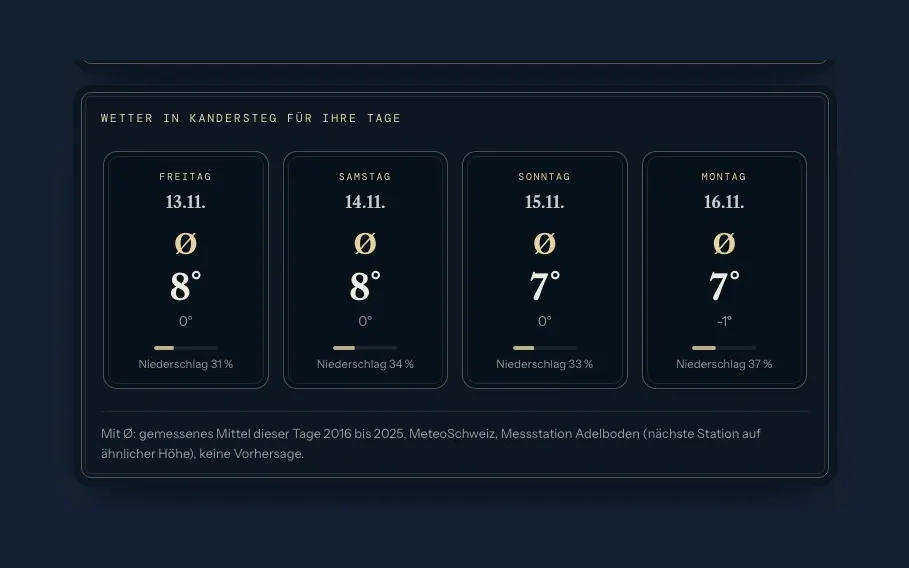 WETTER IN KANDERSTEG FÜR IHRE TAGE
FREITAG
13.11.
Ø
8°
0°
Niederschlag 31 %
SAMSTAG
14.11.
Ø
8°
0°
Niederschlag 34 %
SONNTAG
15.11.
Ø
7°
0°
Niederschlag 33 %
MONTAG
16.11.
Ø
7°
-1°
Niederschlag 37 %
Mit Ø: gemessenes Mittel dieser Tage 2016 bis 2025, MeteoSchweiz, Messstation Adelboden (nächste Station auf
ähnlicher Höhe), keine Vorhersage.